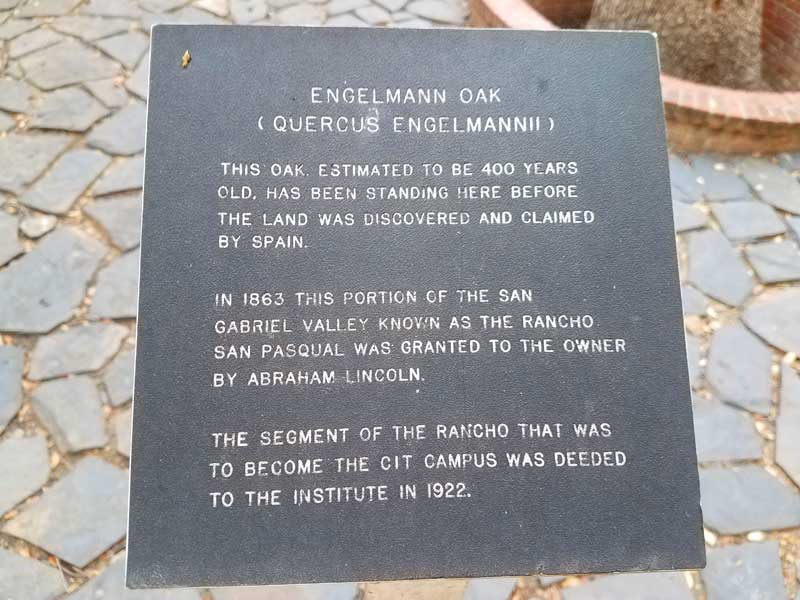 ENGELMANN OAK
( QUERCUS ENGELMANNII )
THIS OAK. ESTIMATED TO BE 400 YEARS
OLD, HAS BEEN STANDING HERE BEFORE
THE LAND WAS DISCOVERED AND CLAIMED
BY SPAIN.
IN 1863 THIS PORTION OF THE SAN
GABRIEL VALLEY KNOWN AS THE RANCHO
SAN PASQUAL WAS GRANTED TO THE OWNER
BY ABRAHAM LINCOLN.
THE SEGMENT OF THE RANCHO THAT WAS
TO BECOME THE CIT CAMPUS WAS DEEDED
TO THE INSTITUTE IN 1922.